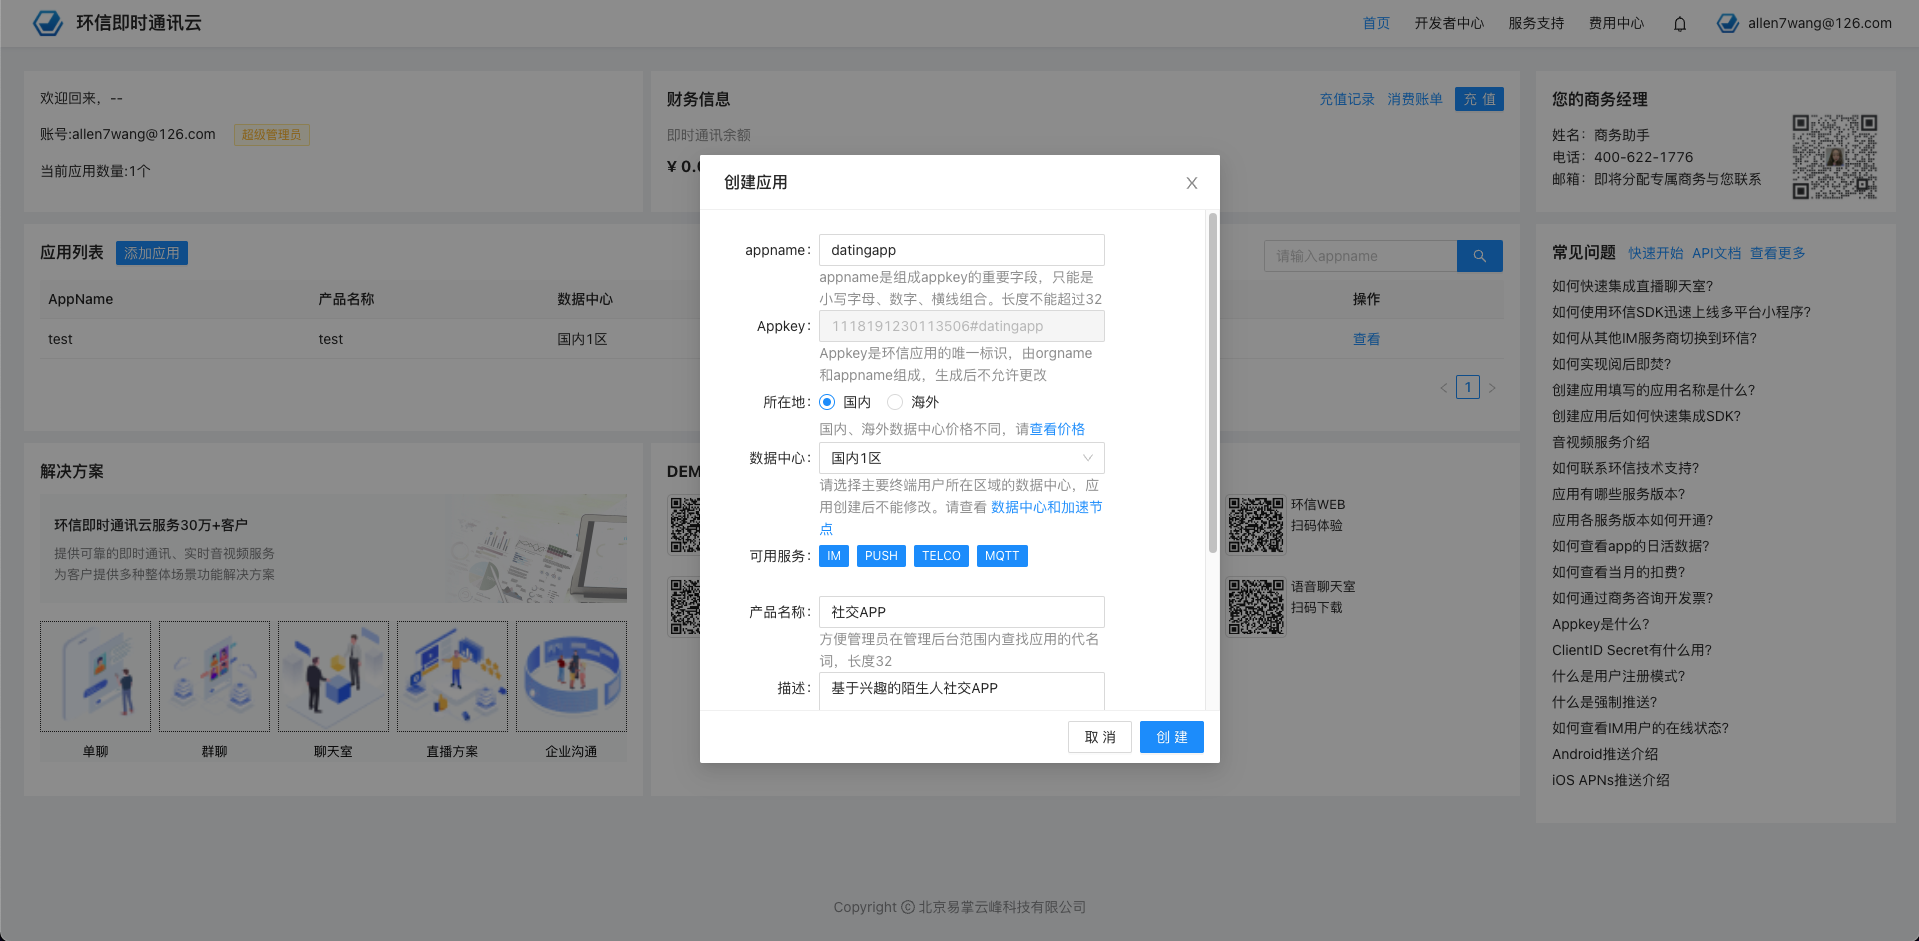 环信即时通讯云
首页 开发者中心 服务支持 费用中心 allen7wang@126.com
欢迎回来，--
账号:allen7wang@126.com 超级管理员
当前应用数量:1个
财务信息 充值记录 消费账单 充 值
即时通讯余额
¥ 0.0
您的商务经理
姓名：商务助手
电话：400-622-1776
邮箱：即将分配专属商务与您联系
应用列表 添加应用
请输入appname
AppName 产品名称 数据中心 操作
test test 国内1区 查看
1
解决方案
环信即时通讯云服务30万+客户
提供可靠的即时通讯、实时音视频服务
为客户提供多种整体场景功能解决方案
单聊 群聊 聊天室 直播方案 企业沟通
DEM
环信WEB
扫码体验
语音聊天室
扫码下载
常见问题 快速开始 API文档 查看更多
如何快速集成直播聊天室?
如何使用环信SDK迅速上线多平台小程序?
如何从其他IM服务商切换到环信?
如何实现阅后即焚?
创建应用填写的应用名称是什么?
创建应用后如何快速集成SDK?
音视频服务介绍
如何联系环信技术支持?
应用有哪些服务版本?
应用各服务版本如何开通?
如何查看app的日活数据?
如何查看当月的扣费?
如何通过商务咨询开发票?
Appkey是什么?
ClientID Secret有什么用?
什么是用户注册模式?
什么是强制推送?
如何查看IM用户的在线状态?
Android推送介绍
iOS APNs推送介绍
创建应用
appname： datingapp
appname是组成appkey的重要字段，只能是
小写字母、数字、横线组合。长度不能超过32
Appkey： 1118191230113506#datingapp
Appkey是环信应用的唯一标识，由orgname
和appname组成，生成后不允许更改
所在地： 国内 海外
国内、海外数据中心价格不同，请查看价格
数据中心： 国内1区
请选择主要终端用户所在区域的数据中心，应
用创建后不能修改。请查看 数据中心和加速节
点
可用服务： IM PUSH TELCO MQTT
产品名称： 社交APP
方便管理员在管理后台范围内查找应用的代名
词，长度32
描述： 基于兴趣的陌生人社交APP
取 消 创 建
Copyright © 北京易掌云峰科技有限公司